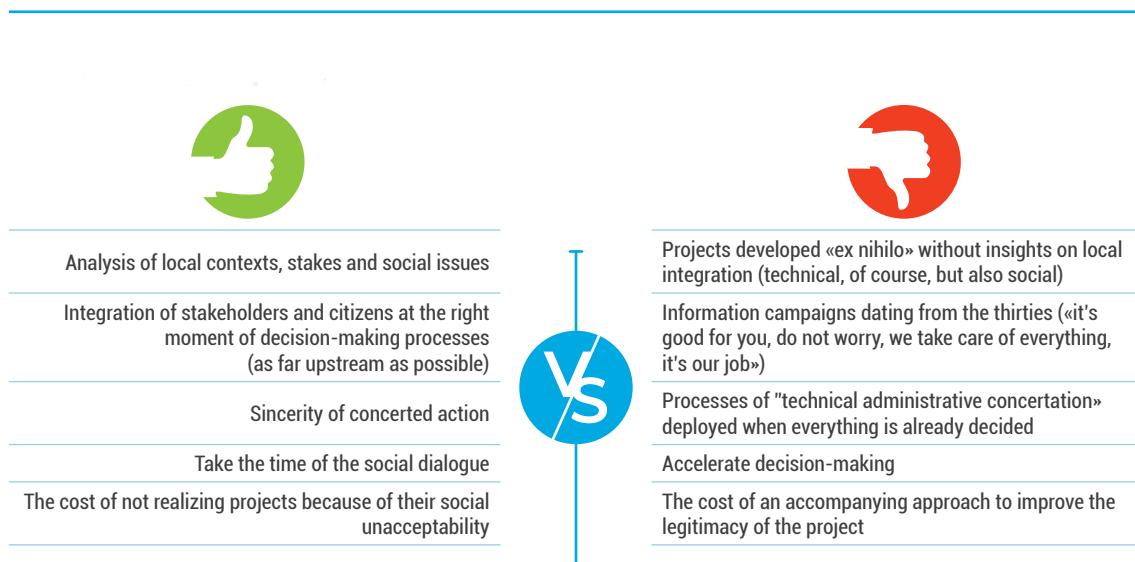 Analysis of local contexts, stakes and social issues
Integration of stakeholders and citizens at the right
moment of decision-making processes
(as far upstream as possible)
Sincerity of concerted action
Take the time of the social dialogue
The cost of not realizing projects because of their social
unacceptability
VS
Projects developed «ex nihilo» without insights on local
integration (technical, of course, but also social)
Information campaigns dating from the thirties («it's
good for you, do not worry, we take care of everything,
it's our job»)
Processes of "technical administrative concertation»
deployed when everything is already decided
Accelerate decision-making
The cost of an accompanying approach to improve the
legitimacy of the project